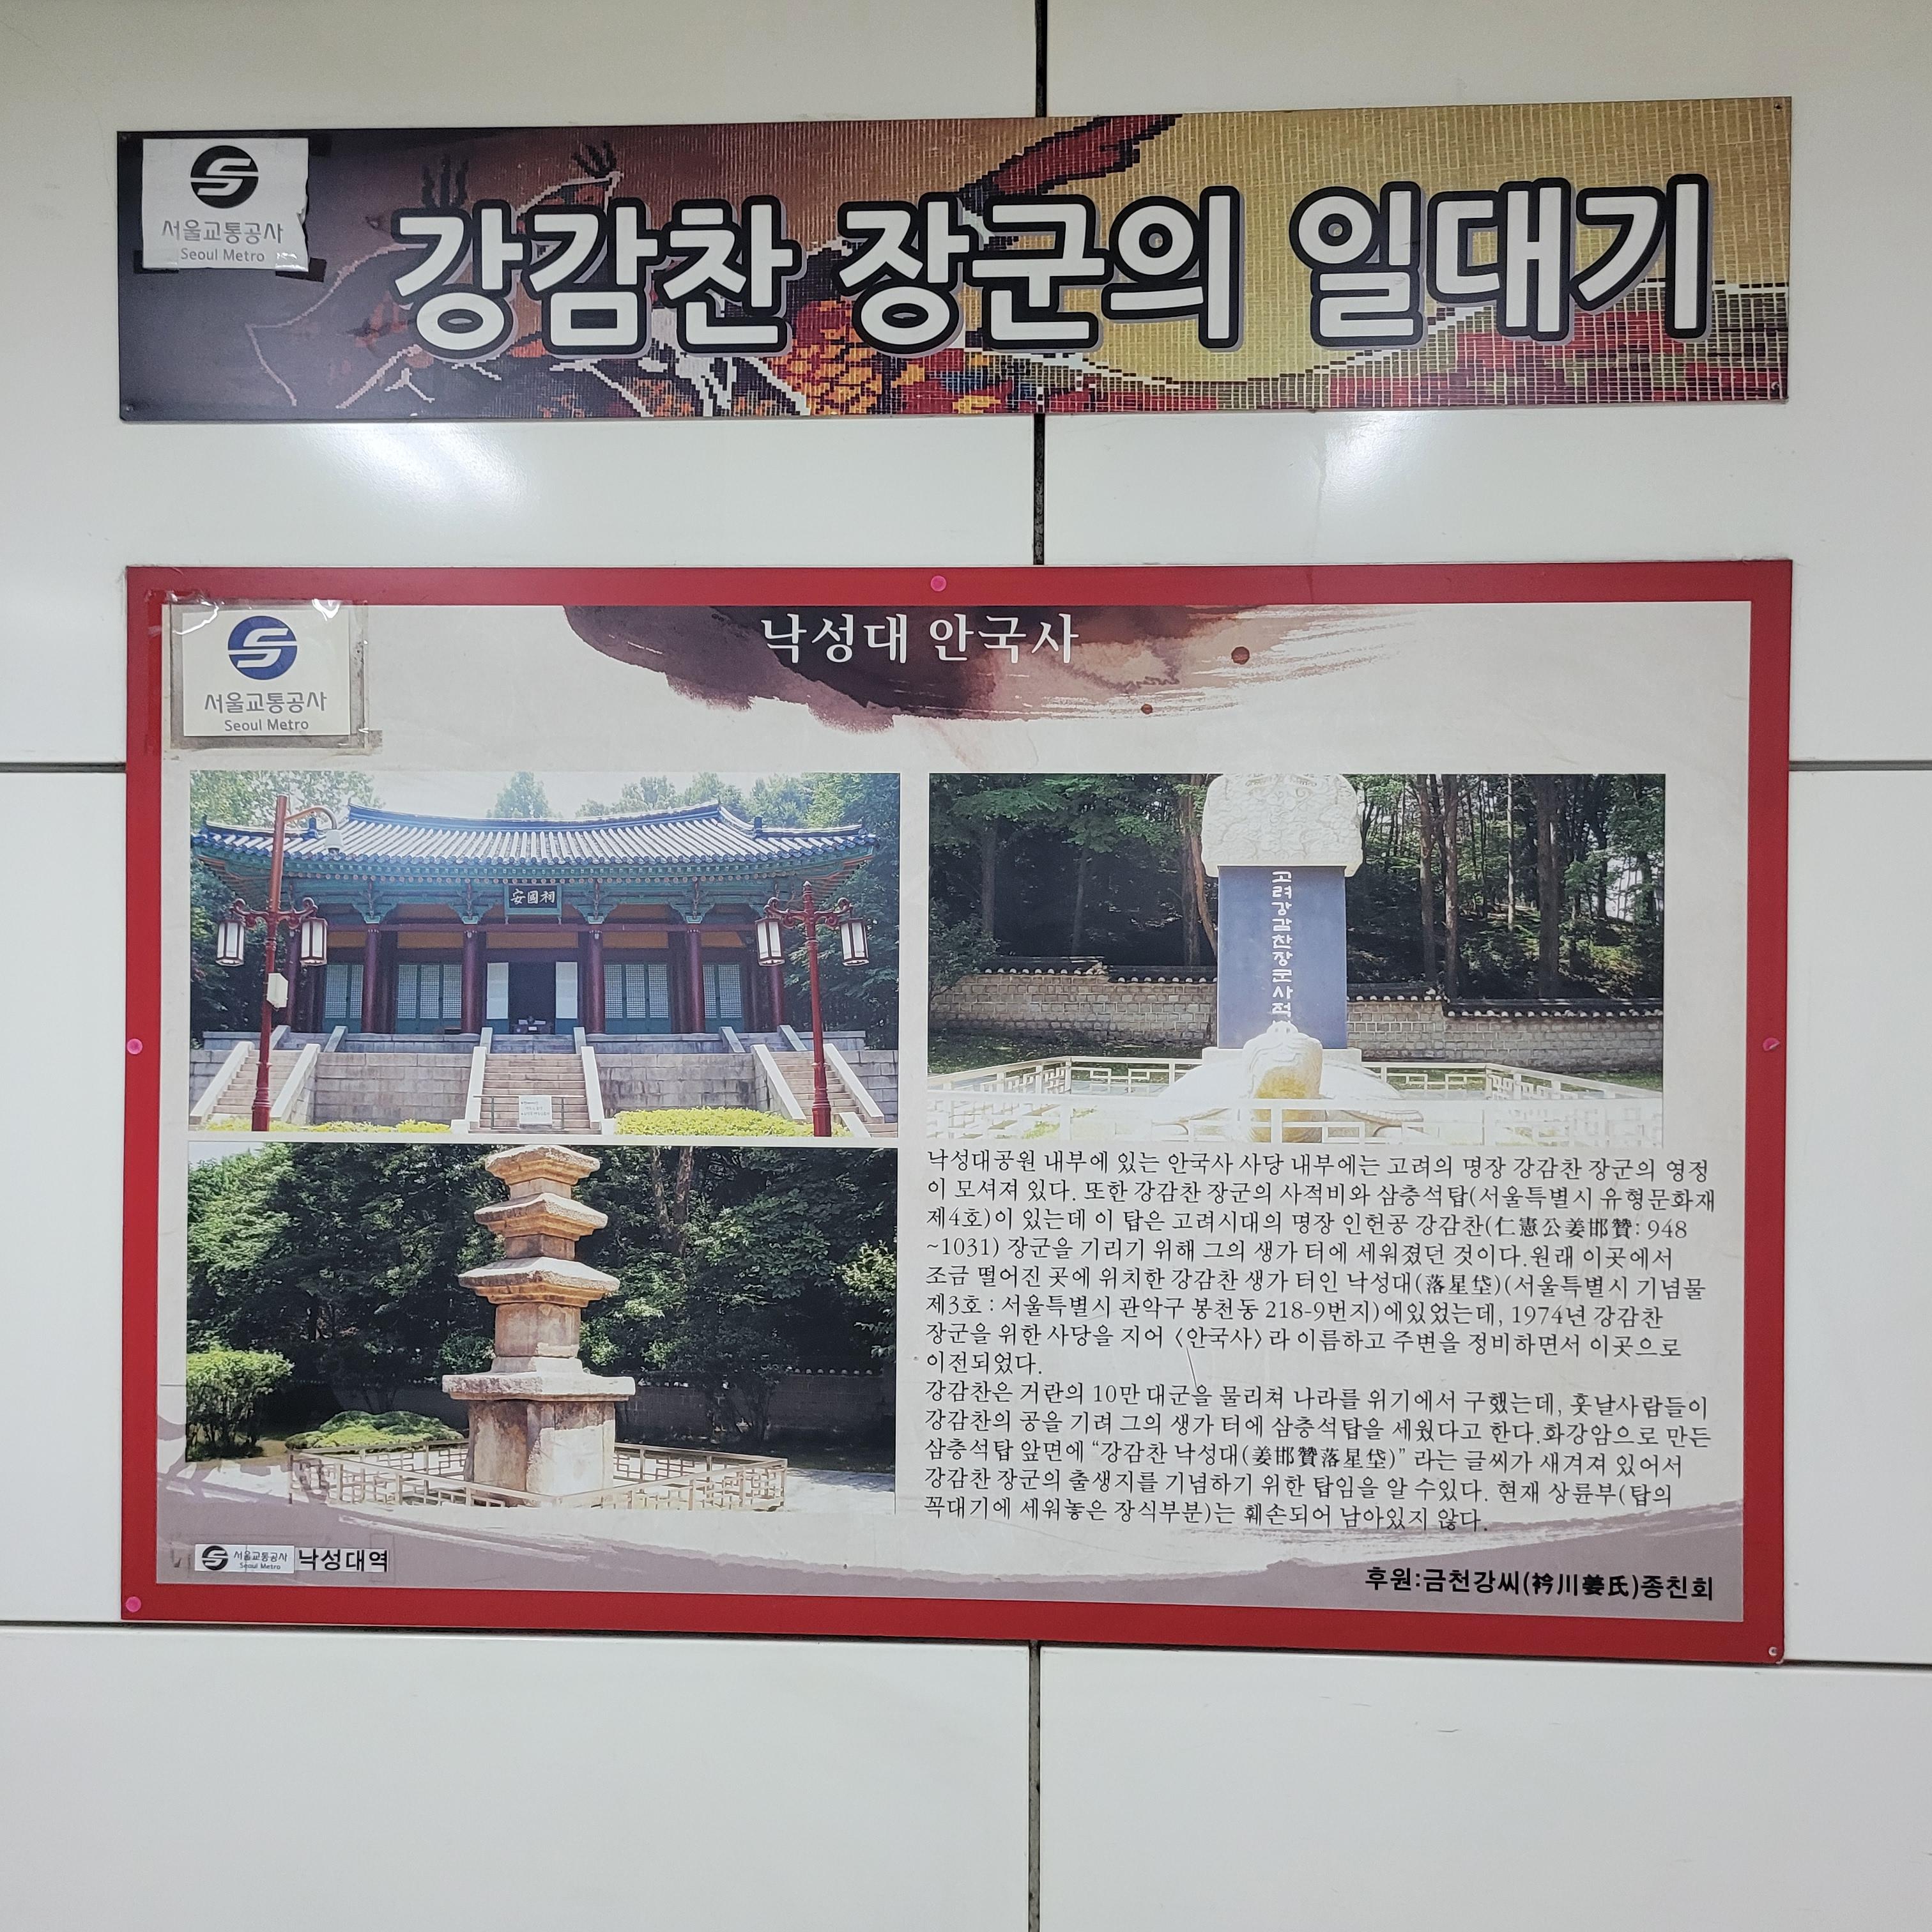 서울교통공사
Seoul Metro
강감찬 장군의 일대기
서울교통공사
Seoul Metro
낙성대 안국사
安國祠
고려강감찬장군사적
낙성대공원 내부에 있는 안국사 사당 내부에는 고려의 명장 강감찬 장군의 영정
이 모셔져 있다. 또한 강감찬 장군의 사적비와 삼층석탑(서울특별시 유형문화재
제4호)이 있는데 이 탑은 고려시대의 명장 인헌공 강감찬(仁憲公姜邯贊: 948
~1031) 장군을 기리기 위해 그의 생가 터에 세워졌던 것이다.원래 이곳에서
조금 떨어진 곳에 위치한 강감찬 생가 터인 낙성대(落星垈)(서울특별시 기념물
제3호 : 서울특별시 관악구 봉천동 218-9번지)에있었는데, 1974년 강감찬
장군을 위한 사당을 지어 〈안국사〉라 이름하고 주변을 정비하면서 이곳으로
이전되었다.
강감찬은 거란의 10만 대군을 물리쳐 나라를 위기에서 구했는데, 훗날사람들이
강감찬의 공을 기려 그의 생가 터에 삼층석탑을 세웠다고 한다.화강암으로 만든
삼층석탑 앞면에 “강감찬 낙성대(姜邯贊落星垈)” 라는 글씨가 새겨져 있어서
강감찬 장군의 출생지를 기념하기 위한 탑임을 알 수있다. 현재 상륜부(탑의
꼭대기에 세워놓은 장식부분)는 훼손되어 남아있지 않다.
서울교통공사
Seoul Metro
낙성대역
후원:금천강씨(衿川姜氏)종친회